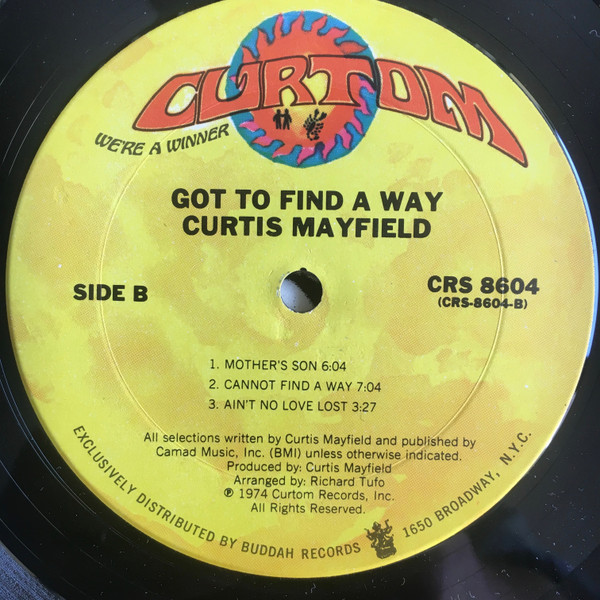 CURTOM
WE'RE A WINNER
GOT TO FIND A WAY
CURTIS MAYFIELD
SIDE B
CRS 8604
(CRS-8604-B)
1. MOTHER'S SON 6:04
2. CANNOT FIND A WAY 7:04
3. AIN'T NO LOVE LOST 3:27
All selections written by Curtis Mayfield and published by
Camad Music, Inc. (BMI) unless otherwise indicated.
Produced by: Curtis Mayfield
Arranged by: Richard Tufo
℗ 1974 Curtom Records, Inc.
All Rights Reserved.
EXCLUSIVELY DISTRIBUTED BY BUDDAH RECORDS 1650 BROADWAY, N.Y.C.